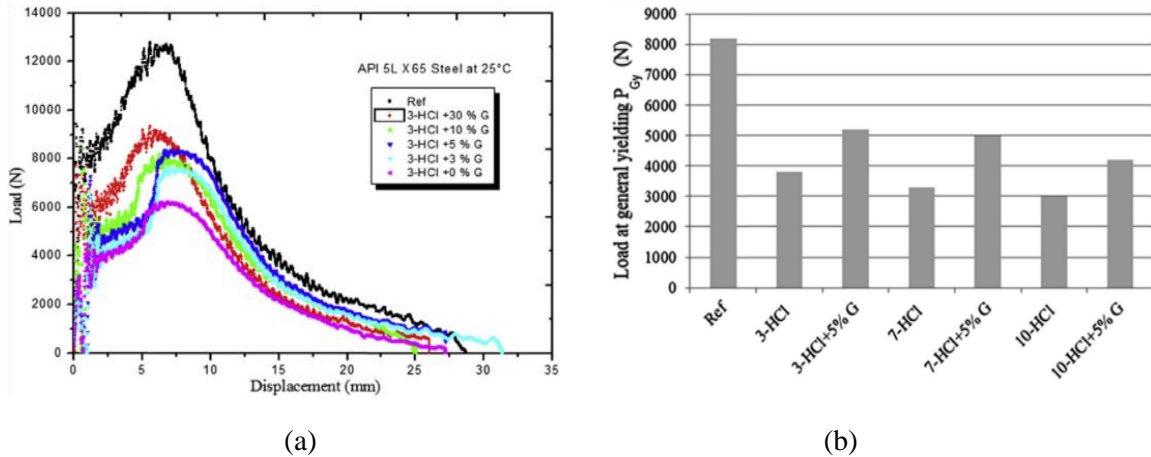 14000
12000
10000
8000
6000
4000
2000
0
Load (N)
API 5L X65 Steel at 25°C
Ref
3-HCl +30 % G
3-HCl +10 % G
3-HCl +5 % G
3-HCl +3 % G
3-HCl +0 % G
0 5 10 15 20 25 30 35
Displacement (mm)
(a)
9000
8000
7000
6000
5000
4000
3000
2000
1000
0
Load at general yielding P_Gy (N)
Ref
3-HCl
3-HCl+5% G
7-HCl
7-HCl+5% G
10-HCl
10-HCl+5% G
(b)